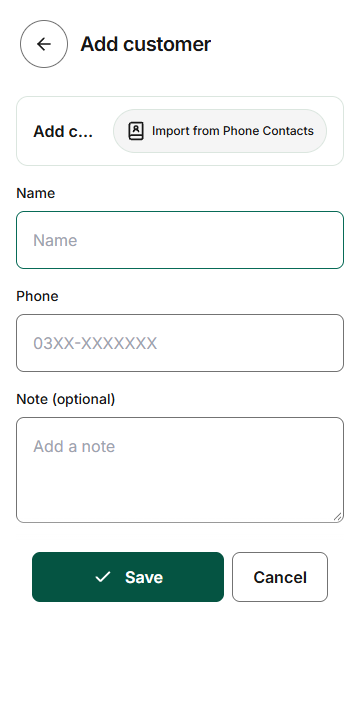 Add customer
Add c...
Import from Phone Contacts
Name
Name
Phone
03XX-XXXXXXX
Note (optional)
Add a note
Save
Cancel